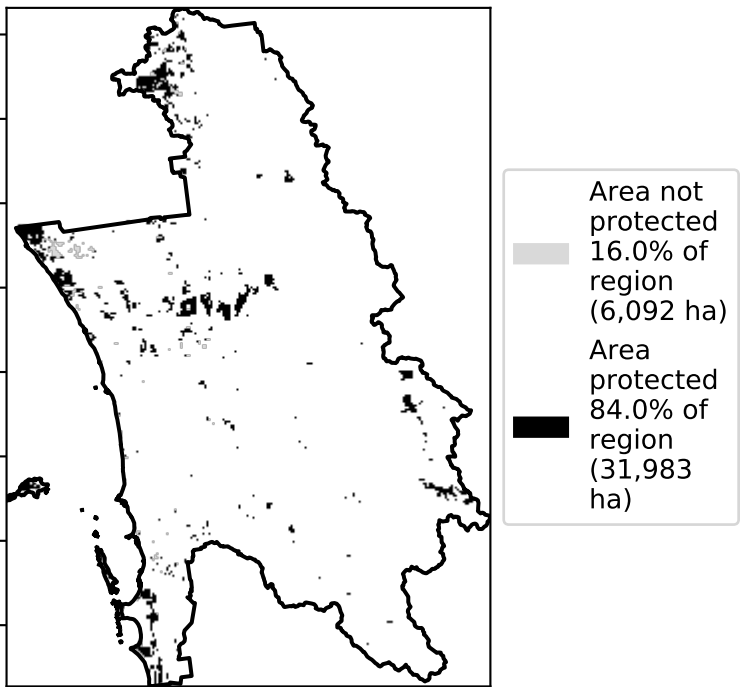 Area not
protected
16.0% of
region
(6,092 ha)
Area
protected
84.0% of
region
(31,983
ha)